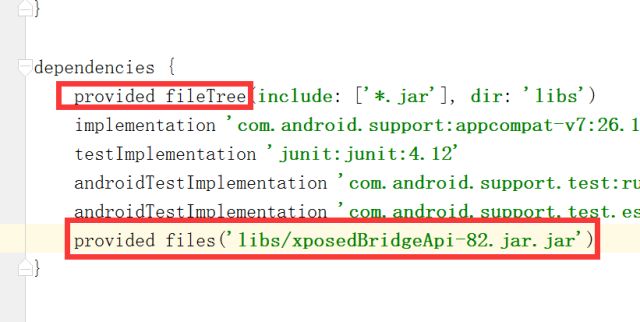 }
dependencies {
provided fileTree(include: ['*.jar'], dir: 'libs')
implementation 'com.android.support:appcompat-v7:26.1
testImplementation 'junit:junit:4.12'
androidTestImplementation 'com.android.support.test:ru
androidTestImplementation 'com.android.support.test.es
provided files('libs/xposedBridgeApi-82.jar.jar')
}